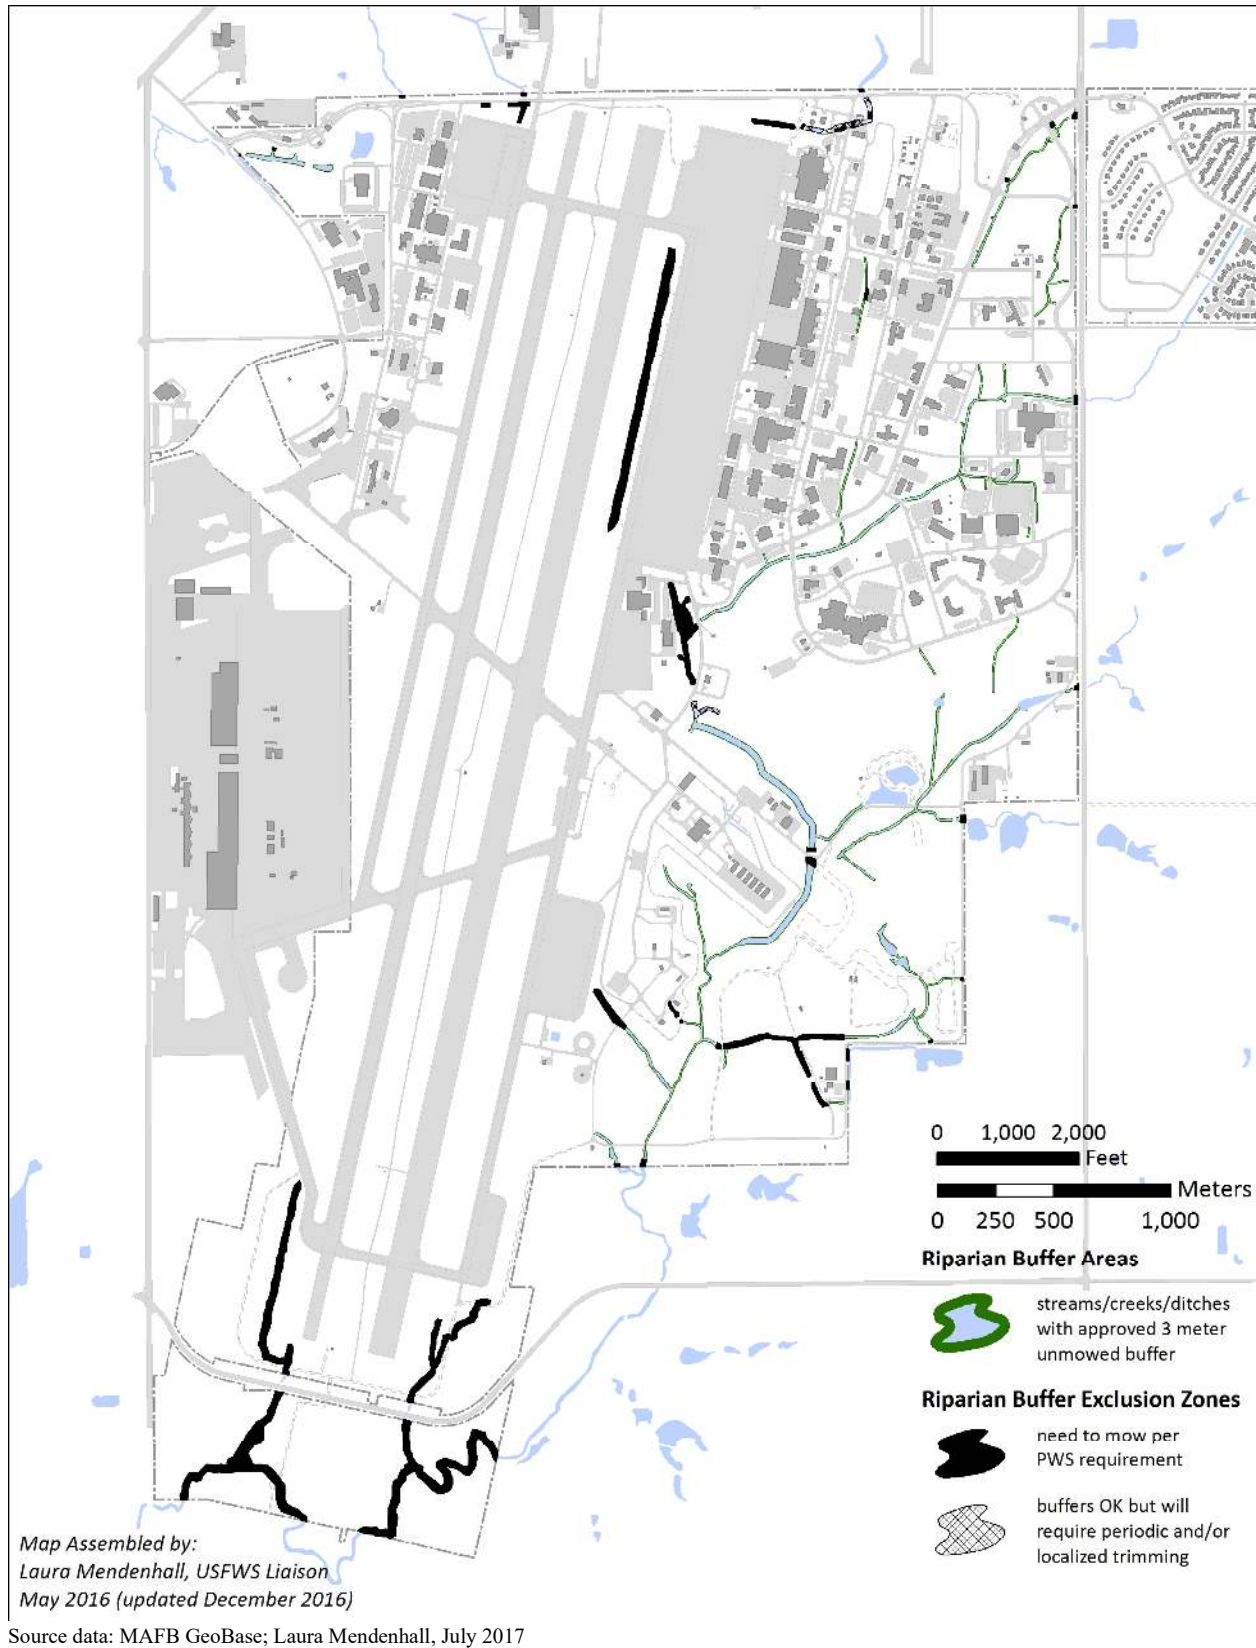 0 1,000 2,000
Feet
Meters
0 250 500 1,000
Riparian Buffer Areas
streams/creeks/ditches
with approved 3 meter
unmowed buffer
Riparian Buffer Exclusion Zones
need to mow per
PWS requirement
buffers OK but will
require periodic and/or
localized trimming
Map Assembled by:
Laura Mendenhall, USFWS Liaison
May 2016 (updated December 2016)
Source data: MAFB GeoBase; Laura Mendenhall, July 2017